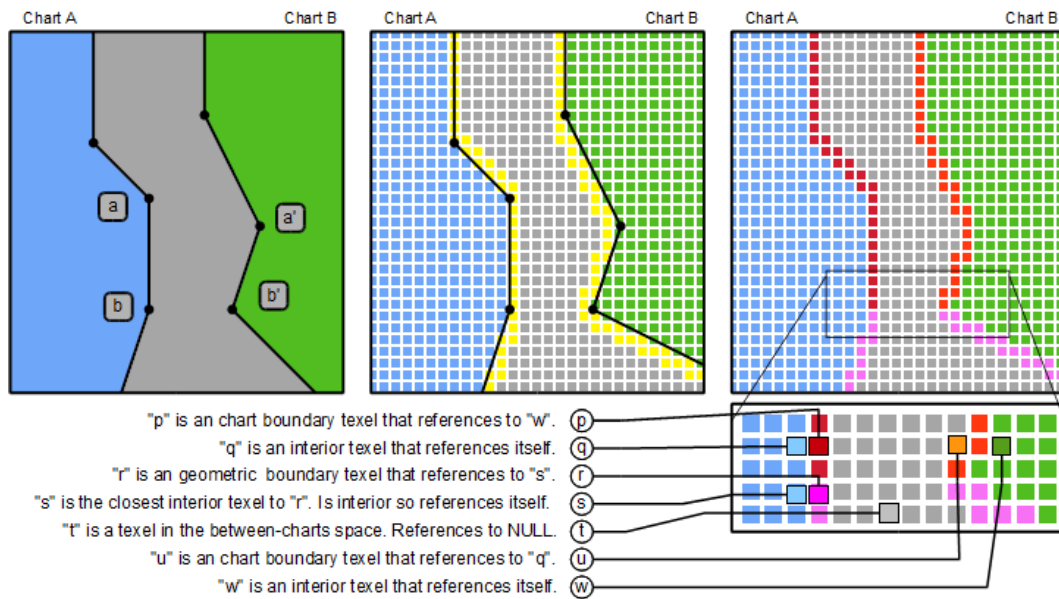 Chart A
Chart B
Chart A
Chart B
Chart A
Chart B
a
a'
b
b'
"p" is an chart boundary texel that references to "w".
p
"q" is an interior texel that references itself.
q
"r" is an geometric boundary texel that references to "s".
r
"s" is the closest interior texel to "r". Is interior so references itself.
s
"t" is a texel in the between-charts space. References to NULL.
t
"u" is an chart boundary texel that references to "q".
u
"w" is an interior texel that references itself.
w